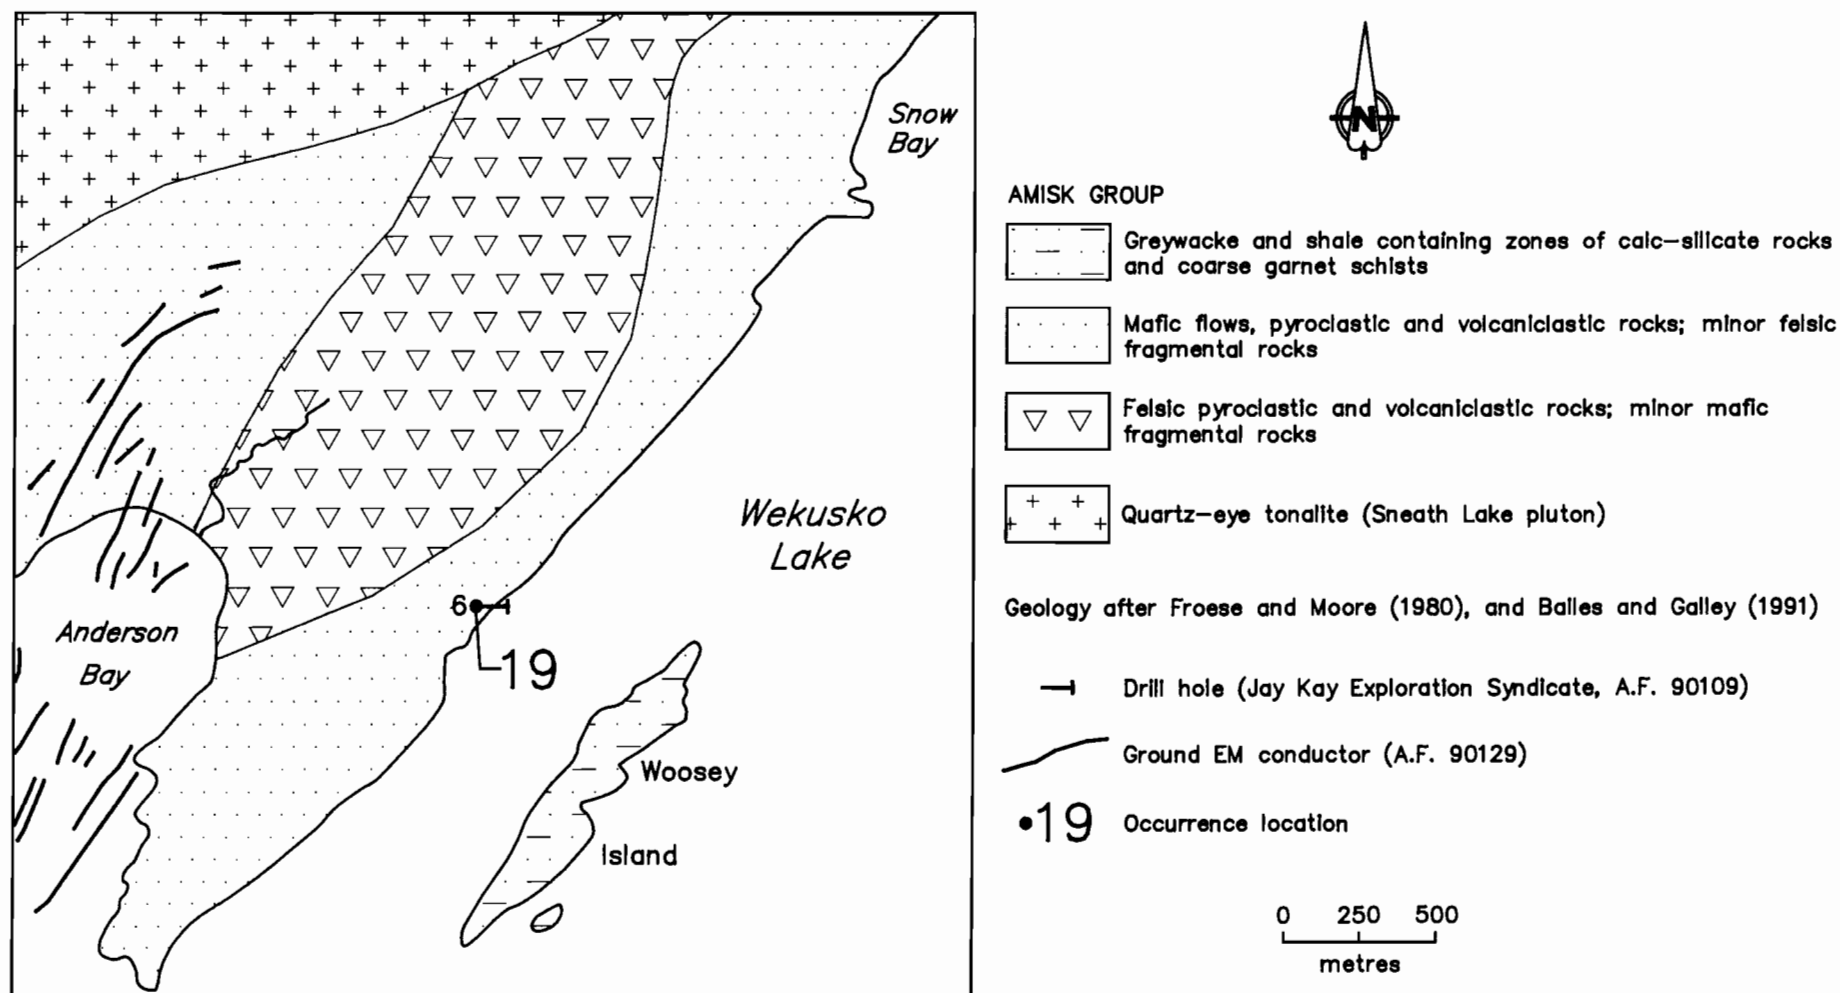 Snow
Bay
Wekusko
Lake
6
19
Anderson
Bay
Woosey
Island
N
AMISK GROUP
Greywacke and shale containing zones of calc-silicate rocks
and coarse garnet schists
Mafic flows, pyroclastic and volcaniclastic rocks; minor felsic
fragmental rocks
Felsic pyroclastic and volcaniclastic rocks; minor mafic
fragmental rocks
Quartz-eye tonalite (Sneath Lake pluton)
Geology after Froese and Moore (1980), and Bailes and Galley (1991)
Drill hole (Jay Kay Exploration Syndicate, A.F. 90109)
Ground EM conductor (A.F. 90129)
•19 Occurrence location
0 250 500
metres